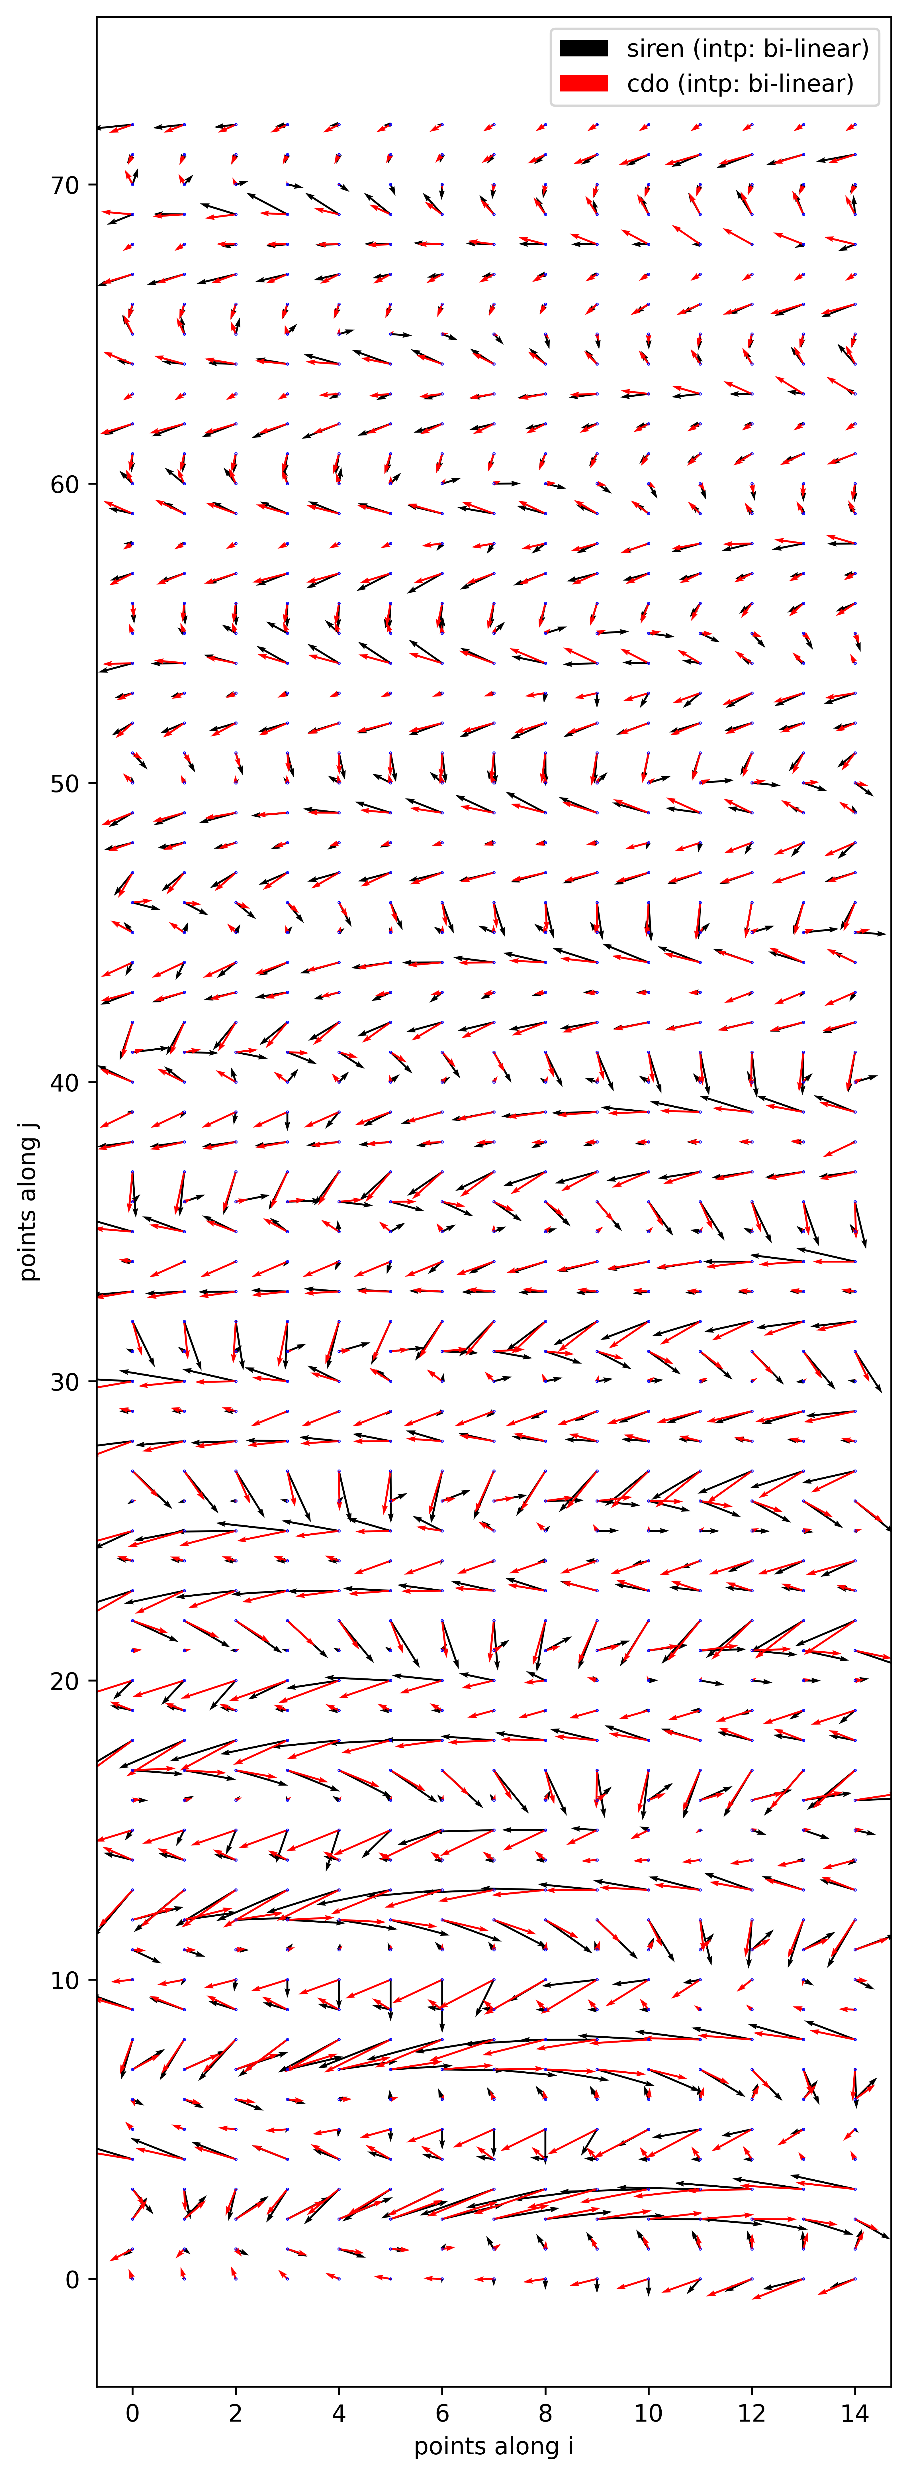 siren (intp: bi-linear)
cdo (intp: bi-linear)
70
60
50
40
30
20
10
0
points along j
0 2 4 6 8 10 12 14
points along i